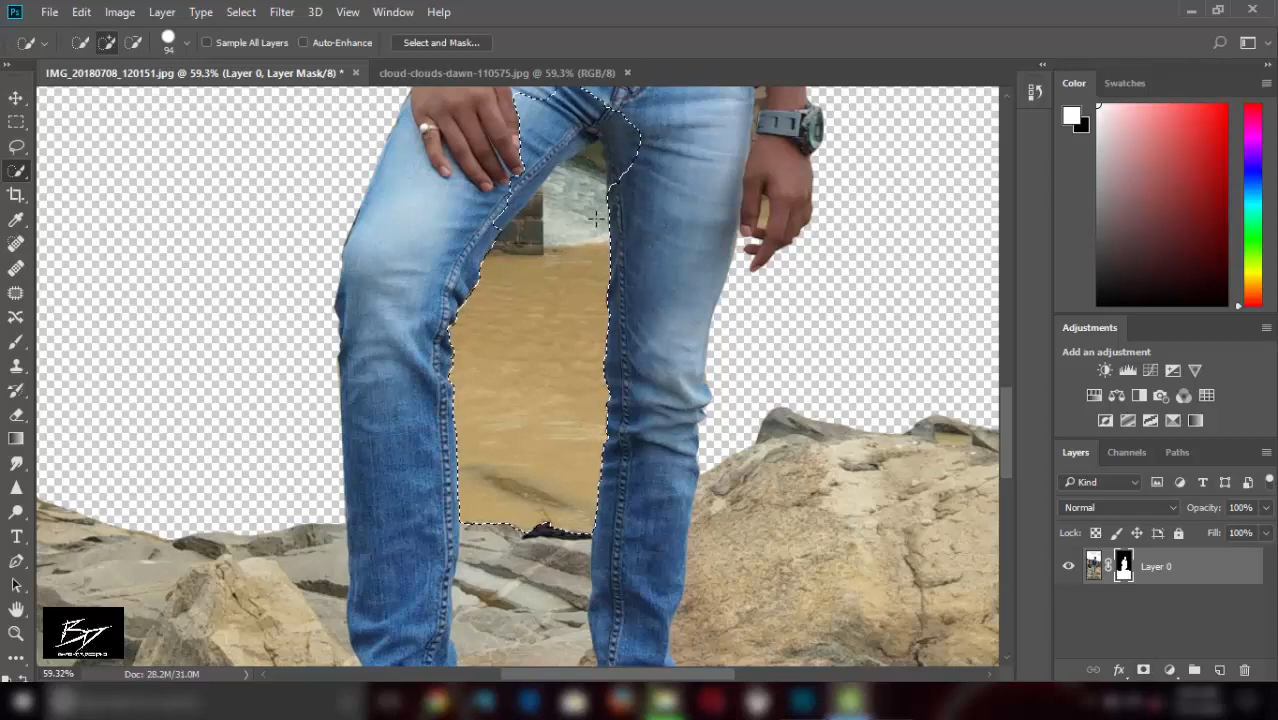 Ps File Edit Image Layer Type Select Filter 3D View Window Help
94 Sample All Layers Auto-Enhance Select and Mask...
IMG_20180708_120151.jpg @ 59.3% (Layer 0, Layer Mask/8) * × cloud-clouds-dawn-110575.jpg @ 59.3% (RGB/8) ×
Color Swatches
Adjustments
Add an adjustment
Layers Channels Paths
Kind
Normal Opacity: 100%
Lock: Fill: 100%
Layer 0
59.32% Doc: 28.2M/31.0M